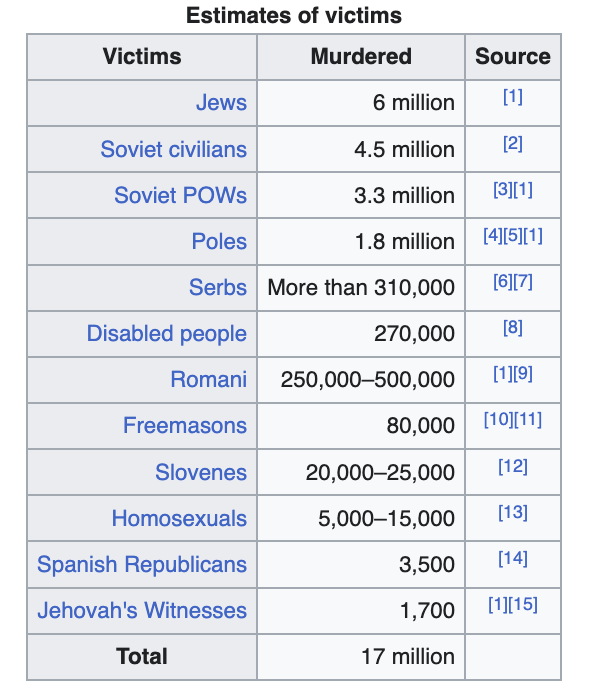 Estimates of victims
Victims Murdered Source
Jews 6 million [1]
Soviet civilians 4.5 million [2]
Soviet POWs 3.3 million [3][1]
Poles 1.8 million [4][5][1]
Serbs More than 310,000 [6][7]
Disabled people 270,000 [8]
Romani 250,000–500,000 [1][9]
Freemasons 80,000 [10][11]
Slovenes 20,000–25,000 [12]
Homosexuals 5,000–15,000 [13]
Spanish Republicans 3,500 [14]
Jehovah's Witnesses 1,700 [1][15]
Total 17 million